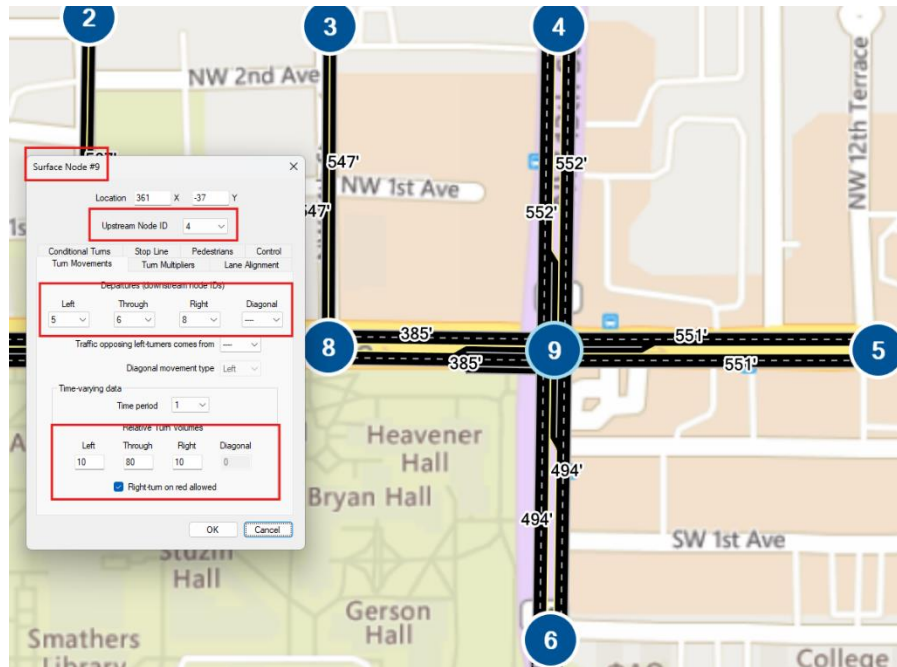 2
3
4
NW 2nd Ave
NW 12th Terrace
547'
552'
NW 1st Ave
552'
Surface Node #9
Location 361 X -37 Y
Upstream Node ID 4
Conditional Turns Stop Line Pedestrians Control
Turn Movements Turn Multipliers Lane Alignment
Departures (downstream node IDs)
Left Through Right Diagonal
5 6 8 ---
Traffic opposing left-turners comes from ---
Diagonal movement type Left
Time-varying data
Time period 1
Relative Turn Volumes
Left Through Right Diagonal
10 80 10 0
Right-turn on red allowed
OK Cancel
385'
551'
8
9
5
385'
551'
Heavener
Hall
494'
Bryan Hall
494'
SW 1st Ave
Hall
Gerson
Hall
6
Smathers
College